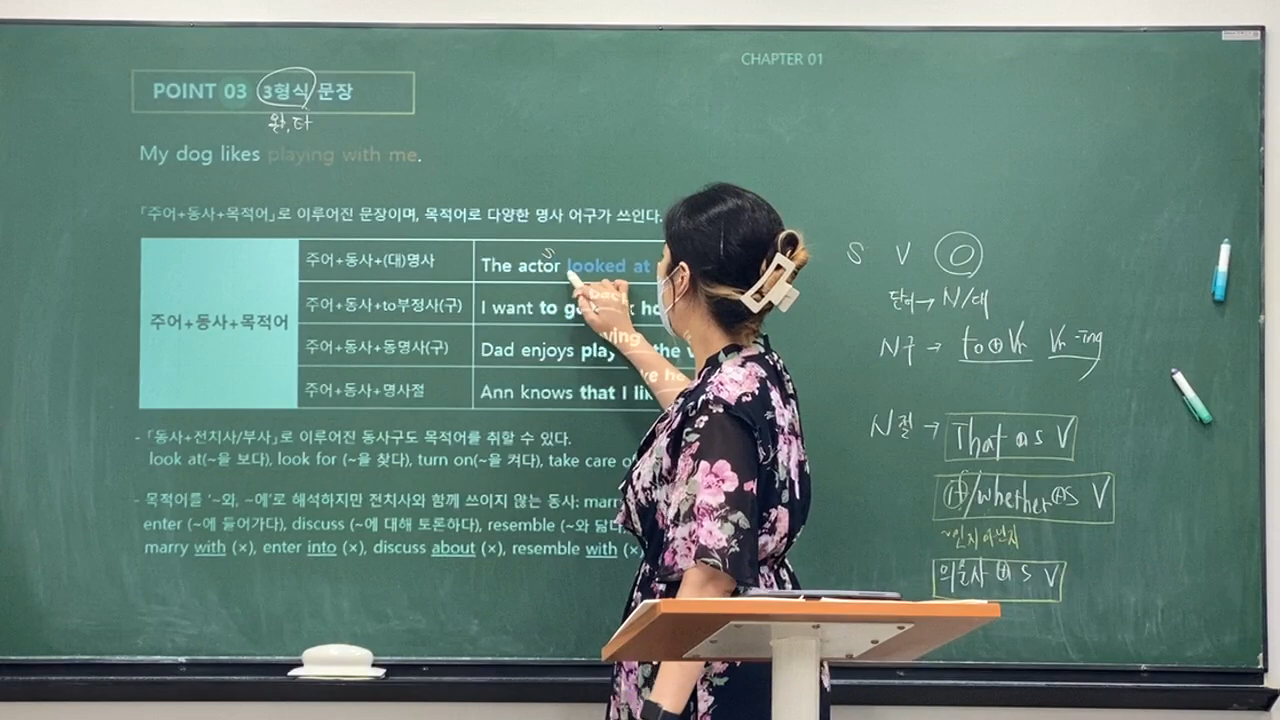 CHAPTER 01
POINT 03 3형식 문장
완.타
My dog likes playing with me.
「주어+동사+목적어」로 이루어진 문장이며, 목적어로 다양한 명사 어구가 쓰인다.
주어+동사+목적어
주어+동사+(대)명사
S
The actor looked at
주어+동사+to부정사(구)
I want to go back ho
주어+동사+동명사(구)
Dad enjoys playing the v
주어+동사+명사절
Ann knows that I li ve he
- 「동사+전치사/부사」로 이루어진 동사구도 목적어를 취할 수 있다.
look at(~을 보다), look for (~을 찾다), turn on(~을 켜다), take care o
- 목적어를 '~와, ~에'로 해석하지만 전치사와 함께 쓰이지 않는 동사: marr
enter (~에 들어가다), discuss (~에 대해 토론하다), resemble (~와 닮다
marry with (×), enter into (×), discuss about (×), resemble with (×)
S V O
단어→ N/대
N구 → to⊕Vr Vr-ing
N절 → That ⊕ S V
if/whether⊕S V
~인지 아닌지
의문사 ⊕ S V